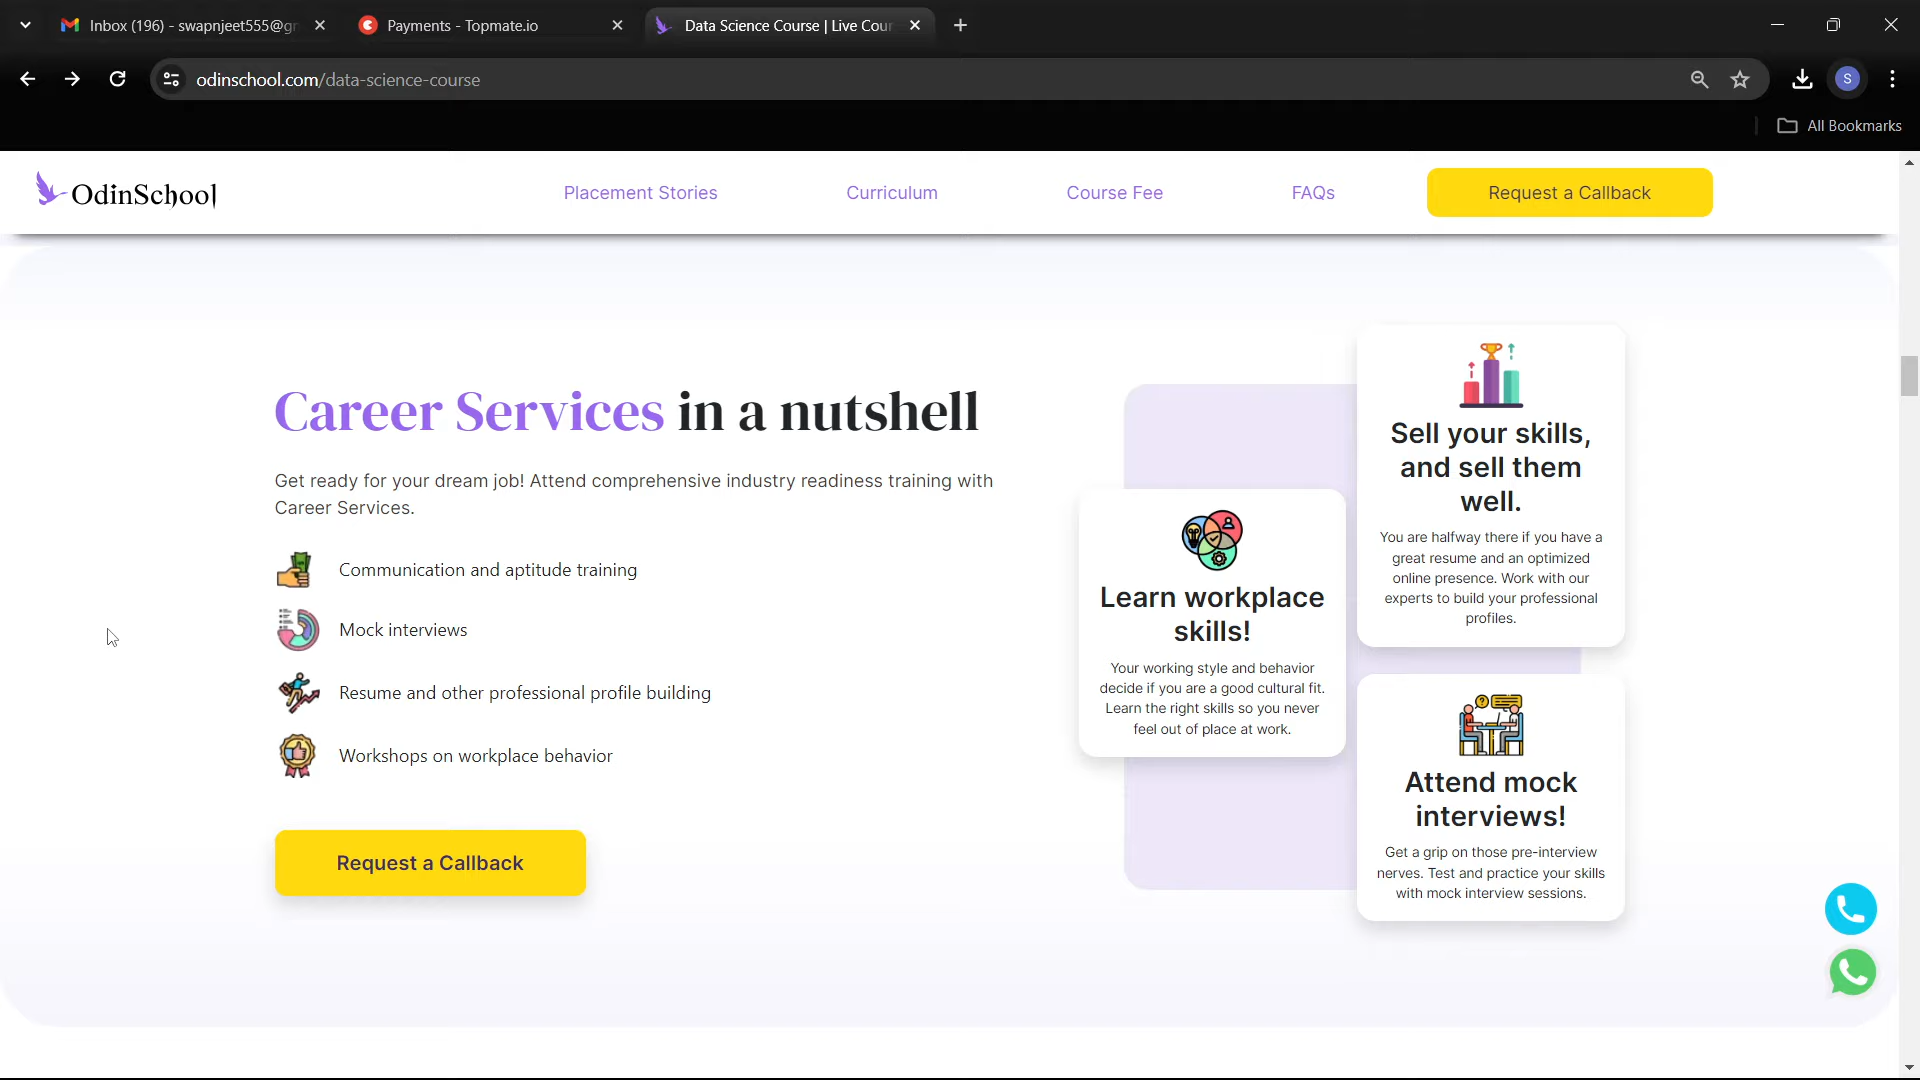 Inbox (196) - swapnjeet555@g
Payments - Topmate.io
Data Science Course | Live Cour
odinschool.com/data-science-course
S
All Bookmarks
OdinSchool
Placement Stories
Curriculum
Course Fee
FAQs
Request a Callback
Career Services in a nutshell
Get ready for your dream job! Attend comprehensive industry readiness training with
Career Services.
Communication and aptitude training
Mock interviews
Resume and other professional profile building
Workshops on workplace behavior
Request a Callback
Learn workplace
skills!
Your working style and behavior
decide if you are a good cultural fit.
Learn the right skills so you never
feel out of place at work.
Sell your skills,
and sell them
well.
You are halfway there if you have a
great resume and an optimized
online presence. Work with our
experts to build your professional
profiles.
Attend mock
interviews!
Get a grip on those pre-interview
nerves. Test and practice your skills
with mock interview sessions.